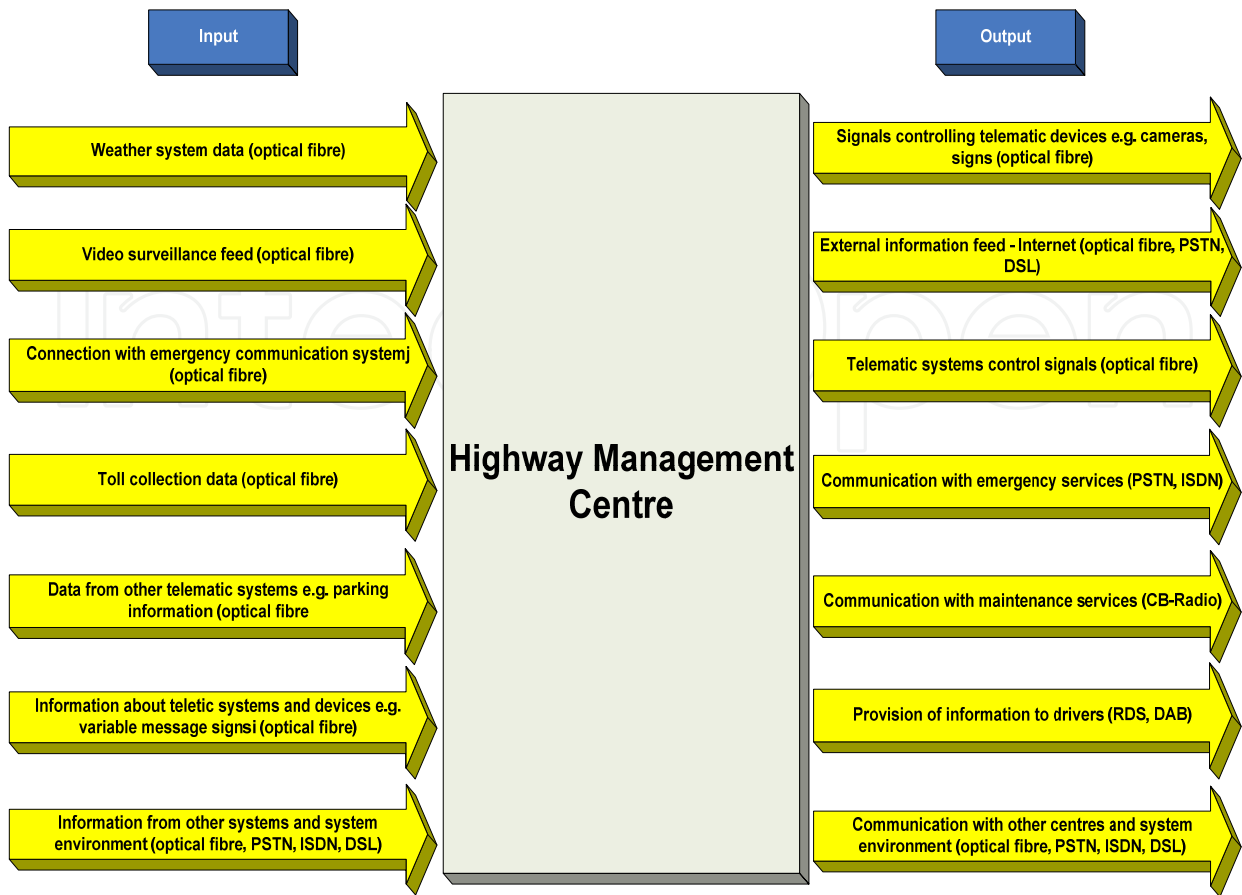 Input
Output
Weather system data (optical fibre)
Video surveillance feed (optical fibre)
Connection with emergency communication systemj
(optical fibre)
Toll collection data (optical fibre)
Data from other telematic systems e.g. parking
information (optical fibre
Information about teletic systems and devices e.g.
variable message signsi (optical fibre)
Information from other systems and system
environment (optical fibre, PSTN, ISDN, DSL)
Highway Management
Centre
Signals controlling telematic devices e.g. cameras,
signs (optical fibre)
External information feed - Internet (optical fibre, PSTN,
DSL)
Telematic systems control signals (optical fibre)
Communication with emergency services (PSTN, ISDN)
Communication with maintenance services (CB-Radio)
Provision of information to drivers (RDS, DAB)
Communication with other centres and system
environment (optical fibre, PSTN, ISDN, DSL)